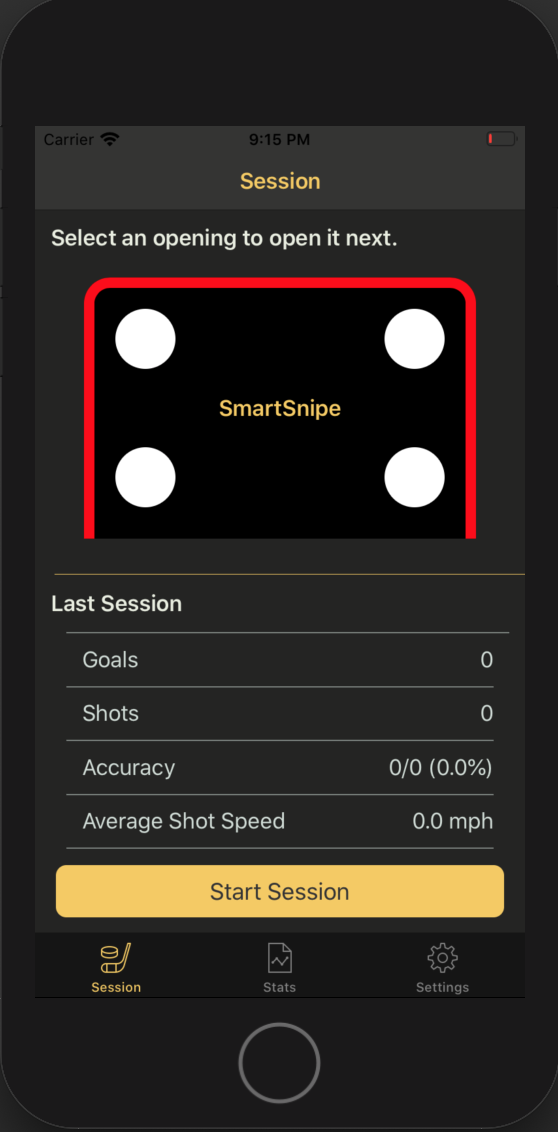 Carrier 9:15 PM
Session
Select an opening to open it next.
SmartSnipe
Last Session
Goals 0
Shots 0
Accuracy 0/0 (0.0%)
Average Shot Speed 0.0 mph
Start Session
Session Stats Settings